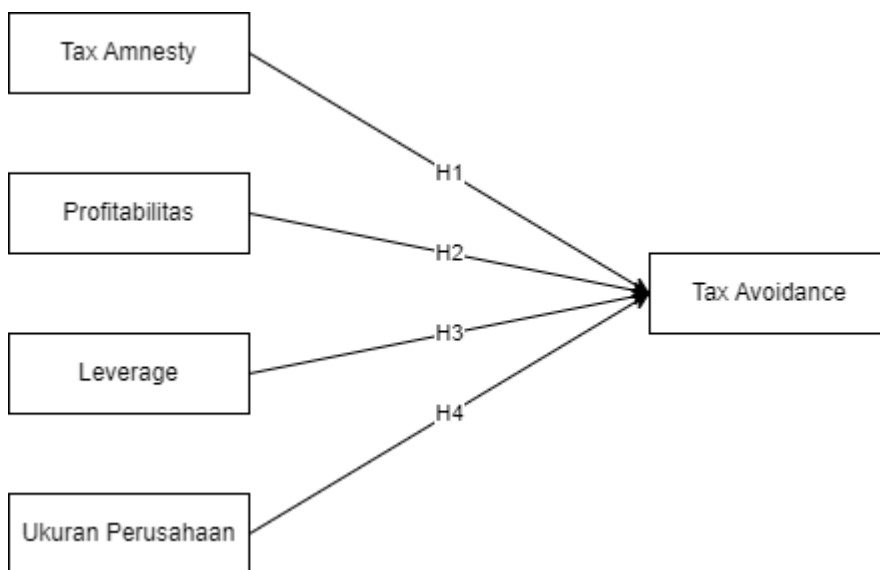 Tax Amnesty
H1
Profitabilitas
H2
Tax Avoidance
H3
Leverage
H4
Ukuran Perusahaan